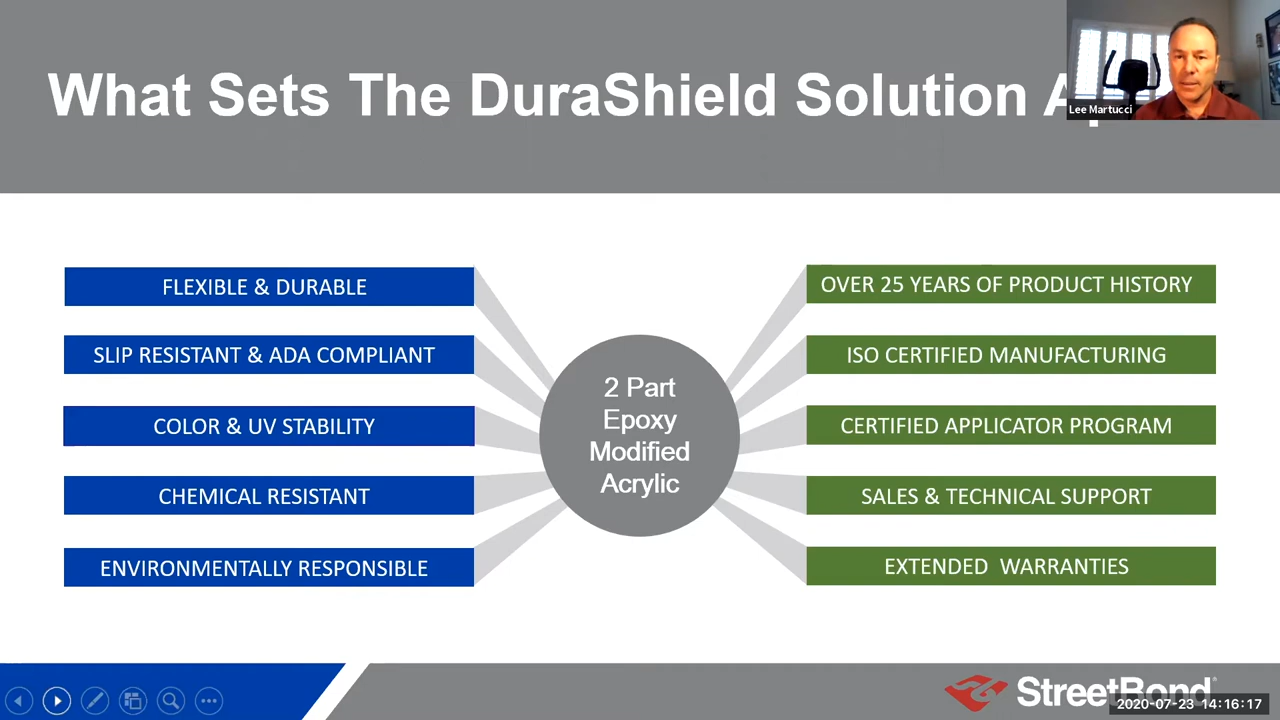 What Sets The DuraShield Solution
Lee Martucci
FLEXIBLE & DURABLE
SLIP RESISTANT & ADA COMPLIANT
COLOR & UV STABILITY
CHEMICAL RESISTANT
ENVIRONMENTALLY RESPONSIBLE
2 Part
Epoxy
Modified
Acrylic
OVER 25 YEARS OF PRODUCT HISTORY
ISO CERTIFIED MANUFACTURING
CERTIFIED APPLICATOR PROGRAM
SALES & TECHNICAL SUPPORT
EXTENDED WARRANTIES
StreetBond
2020-07-23 14:16:17